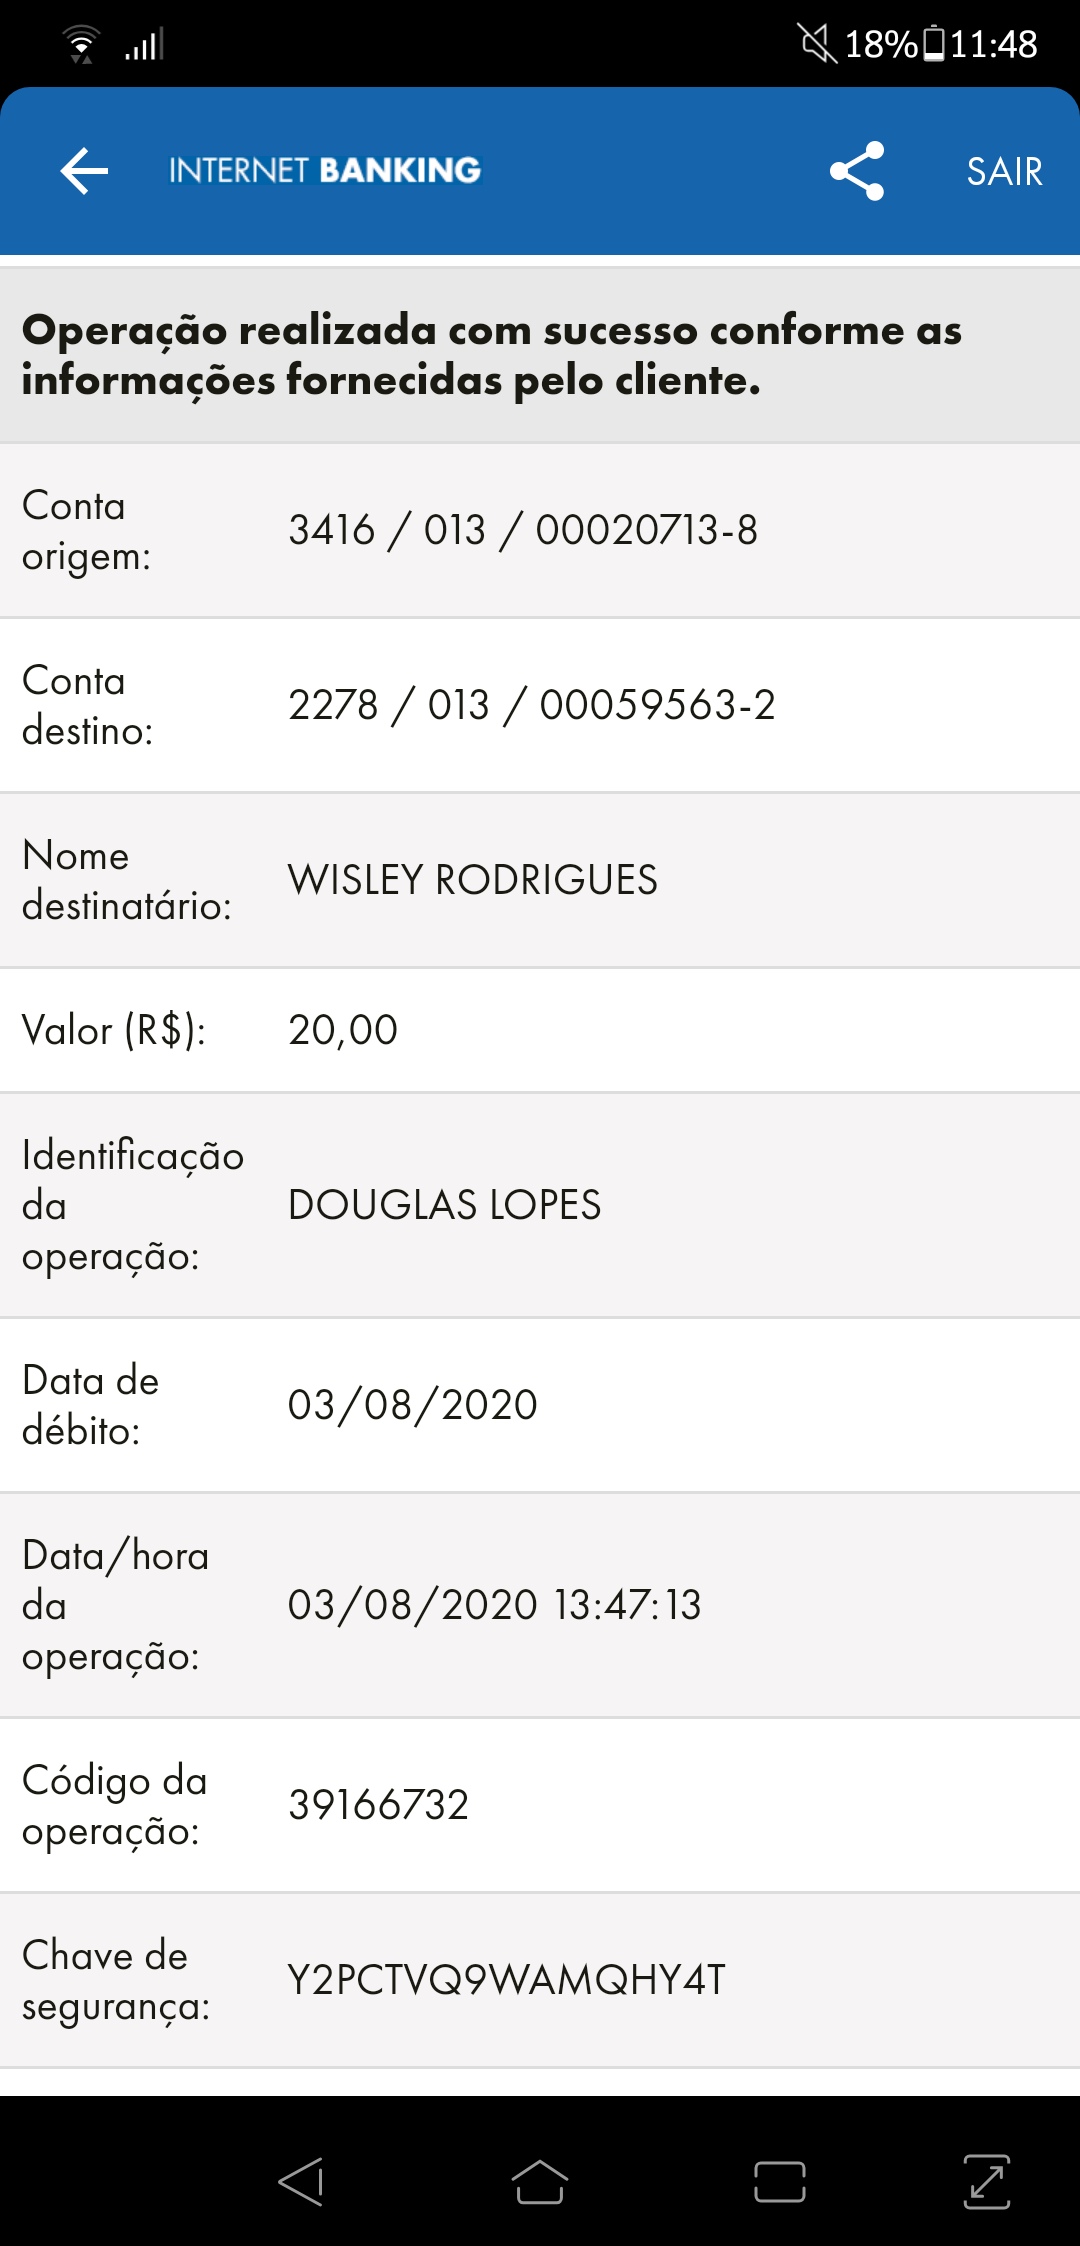 18% 11:48
INTERNET BANKING
SAIR
Operação realizada com sucesso conforme as
informações fornecidas pelo cliente.
Conta
origem:
3416 / 013 / 00020713-8
Conta
destino:
2278 / 013 / 00059563-2
Nome
destinatário:
WISLEY RODRIGUES
Valor (R$):
20,00
Identificação
da
operação:
DOUGLAS LOPES
Data de
débito:
03/08/2020
Data/hora
da
operação:
03/08/2020 13:47:13
Código da
operação:
39166732
Chave de
segurança:
Y2PCTVQ9WAMQHY4T